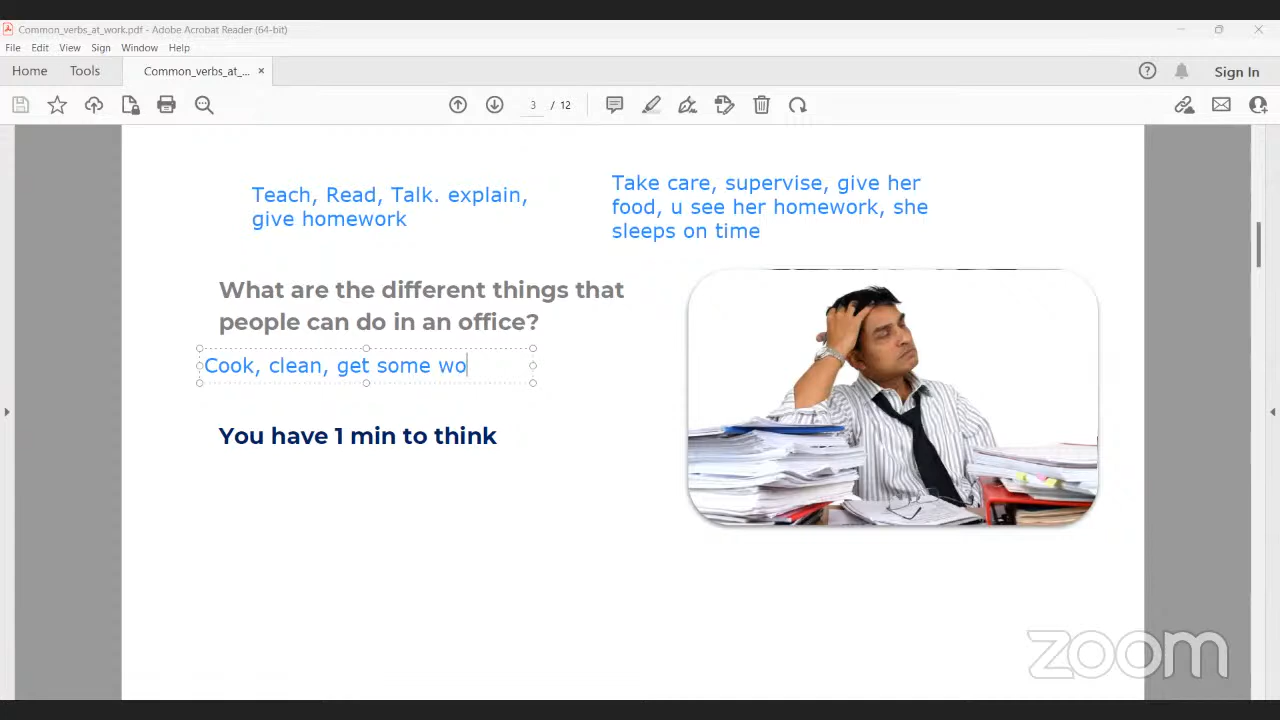 Common_verbs_at_work.pdf - Adobe Acrobat Reader (64-bit)
File Edit View Sign Window Help
Home Tools Common_verbs_at_... × Sign In
3 / 12
Teach, Read, Talk. explain,
give homework
Take care, supervise, give her
food, u see her homework, she
sleeps on time
What are the different things that
people can do in an office?
Cook, clean, get some wo
You have 1 min to think
zoom